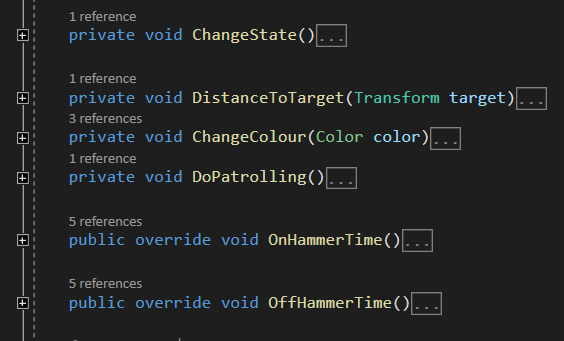 1 reference
private void ChangeState()...
1 reference
private void DistanceToTarget(Transform target)...
3 references
private void ChangeColour(Color color)...
1 reference
private void DoPatrolling()...
5 references
public override void OnHammerTime()...
5 references
public override void OffHammerTime()...